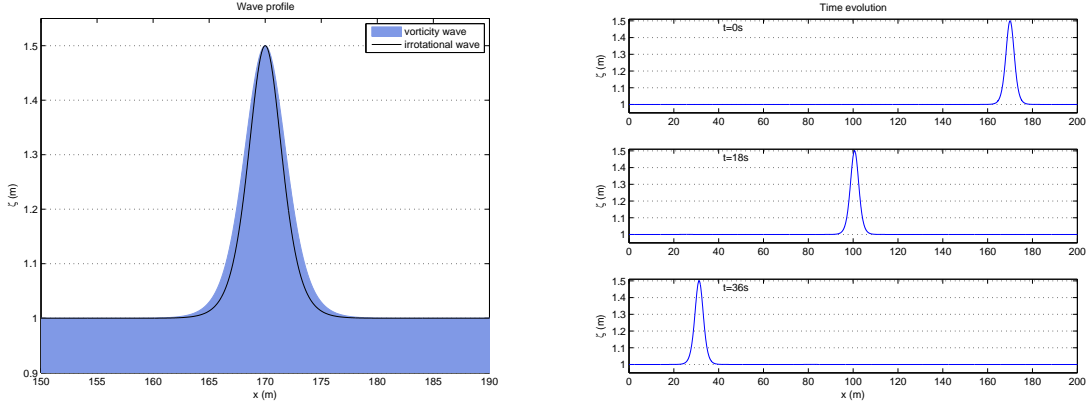 Wave profile
vorticity wave
irrotational wave
1.5
1.4
1.3
1.2
1.1
1
0.9
ζ (m)
150 155 160 165 170 175 180 185 190
x (m)
Time evolution
t=0s
1.5
1.4
1.3
1.2
1.1
1
ζ (m)
0 20 40 60 80 100 120 140 160 180 200
t=18s
1.5
1.4
1.3
1.2
1.1
1
ζ (m)
0 20 40 60 80 100 120 140 160 180 200
t=36s
1.5
1.4
1.3
1.2
1.1
1
ζ (m)
0 20 40 60 80 100 120 140 160 180 200
x (m)